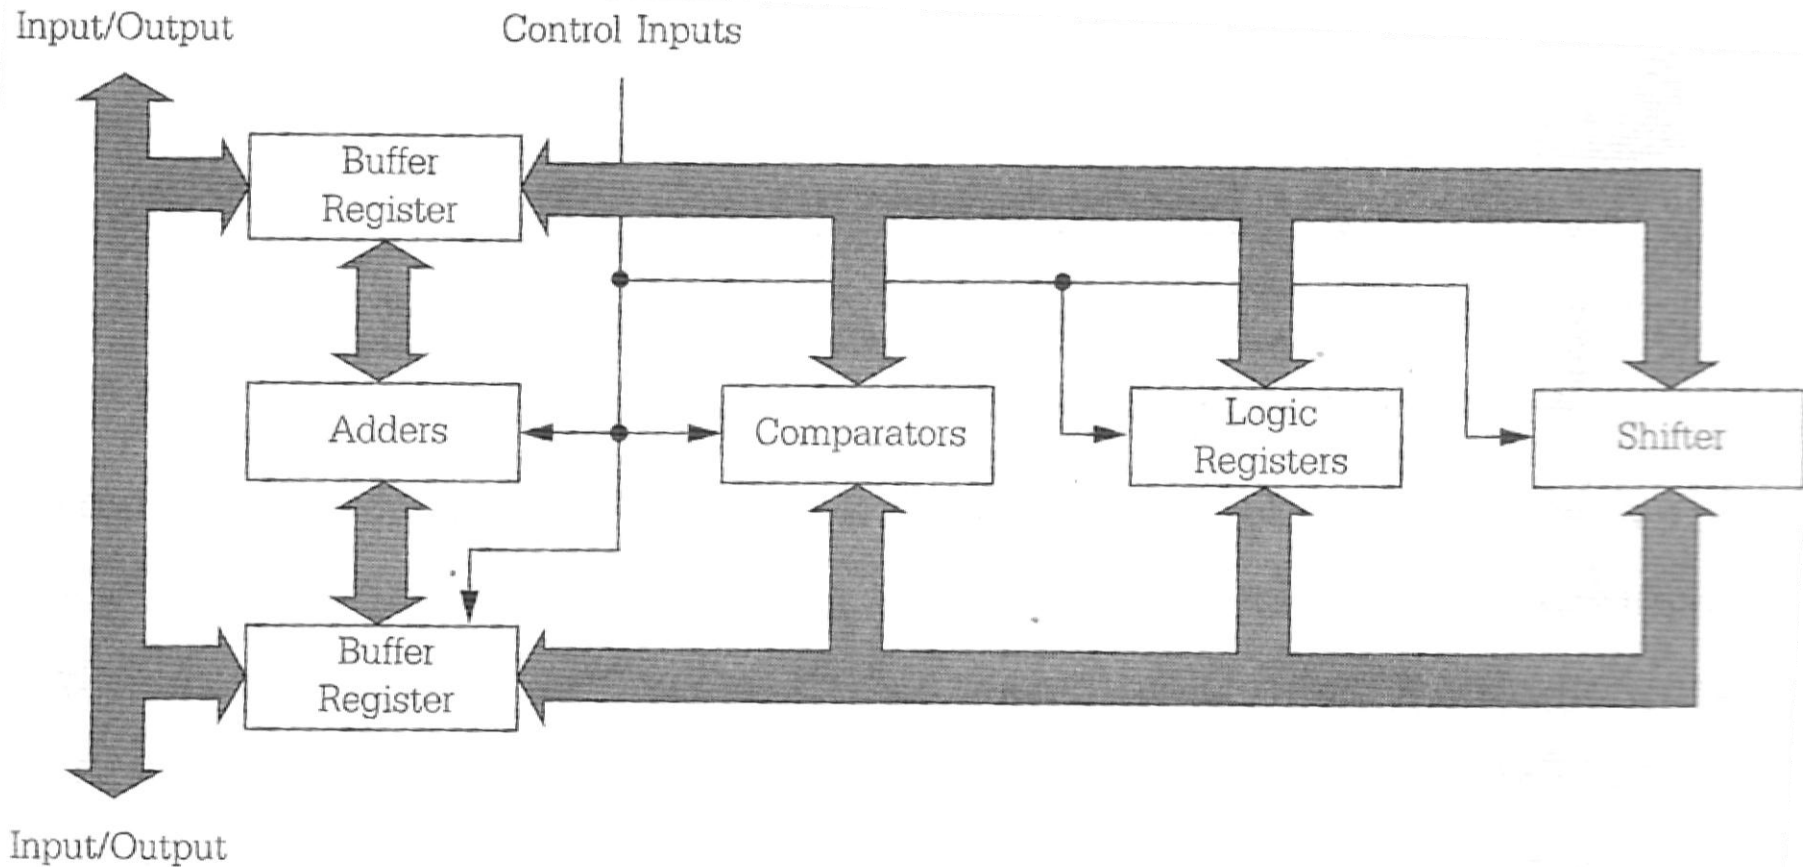 Input/Output
Control Inputs
Buffer
Register
Adders
Comparators
Logic
Registers
Shifter
Buffer
Register
Input/Output